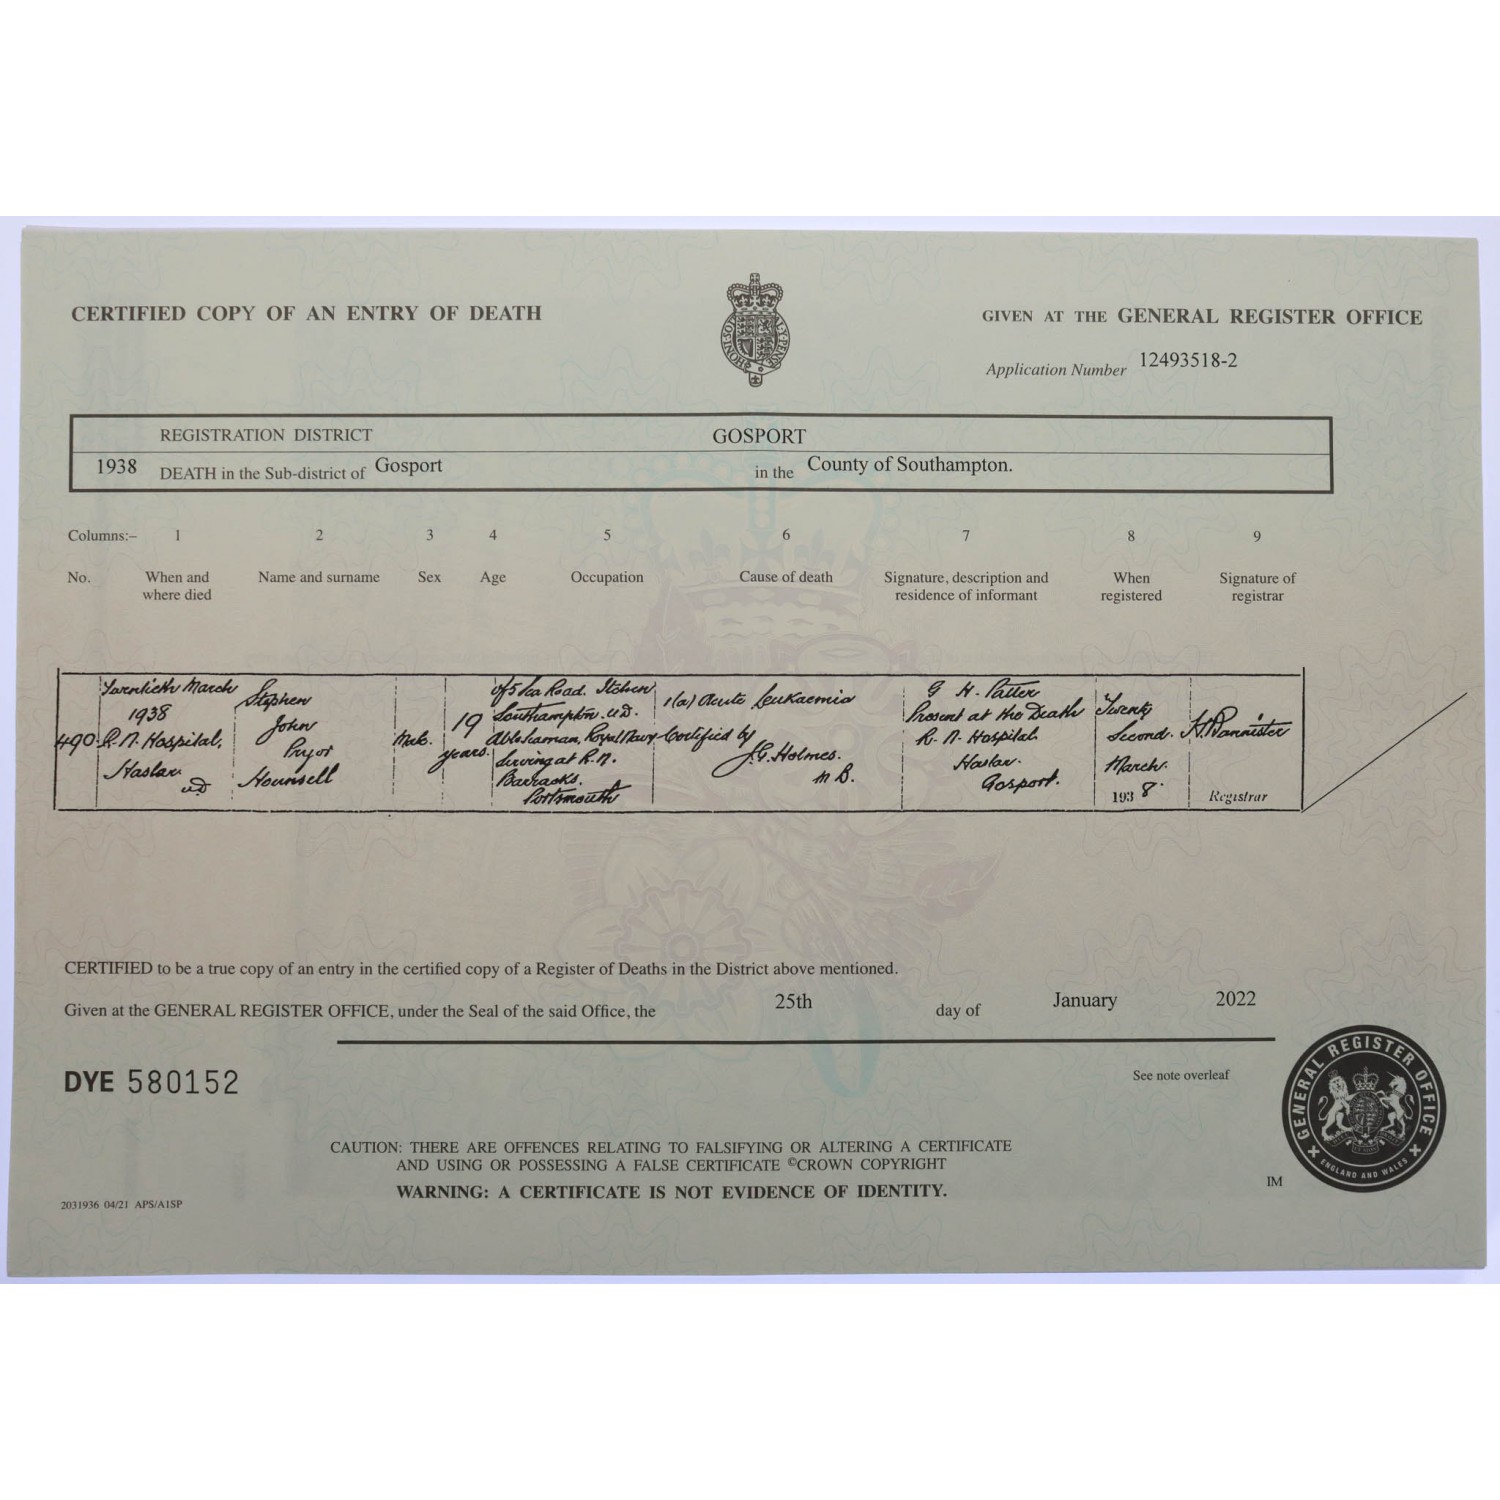 CERTIFIED COPY OF AN ENTRY OF DEATH
GIVEN AT THE GENERAL REGISTER OFFICE
Application Number 12493518-2
REGISTRATION DISTRICT GOSPORT
1938 DEATH in the Sub-district of Gosport in the County of Southampton.
Columns:– 1 2 3 4 5 6 7 8 9
No. When and where died
Name and surname
Sex
Age
Occupation
Cause of death
Signature, description and residence of informant
When registered
Signature of registrar
490
Twentieth March
1938
R.N. Hospital,
Haslar
UD
Stephen
John
Pryor
Hounsell
Male.
19
years.
of 5 Sea Road. Itchen
Southampton. U.D.
Able Seaman, Royal Navy
Serving at R.N.
Barracks.
Portsmouth
1(a) Acute Leukaemia
Certified by
J.G. Holmes.
M B.
G H. Patter
Present at the Death
R. N. Hospital.
Haslar.
Gosport.
Twenty
Second.
March.
1938.
H. Bannister
Registrar
CERTIFIED to be a true copy of an entry in the certified copy of a Register of Deaths in the District above mentioned.
Given at the GENERAL REGISTER OFFICE, under the Seal of the said Office, the 25th day of January 2022
DYE 580152
See note overleaf
GENERAL REGISTER OFFICE
ENGLAND AND WALES
CAUTION: THERE ARE OFFENCES RELATING TO FALSIFYING OR ALTERING A CERTIFICATE
AND USING OR POSSESSING A FALSE CERTIFICATE ©CROWN COPYRIGHT
WARNING: A CERTIFICATE IS NOT EVIDENCE OF IDENTITY.
2031936 04/21 APS/A1SP
IM